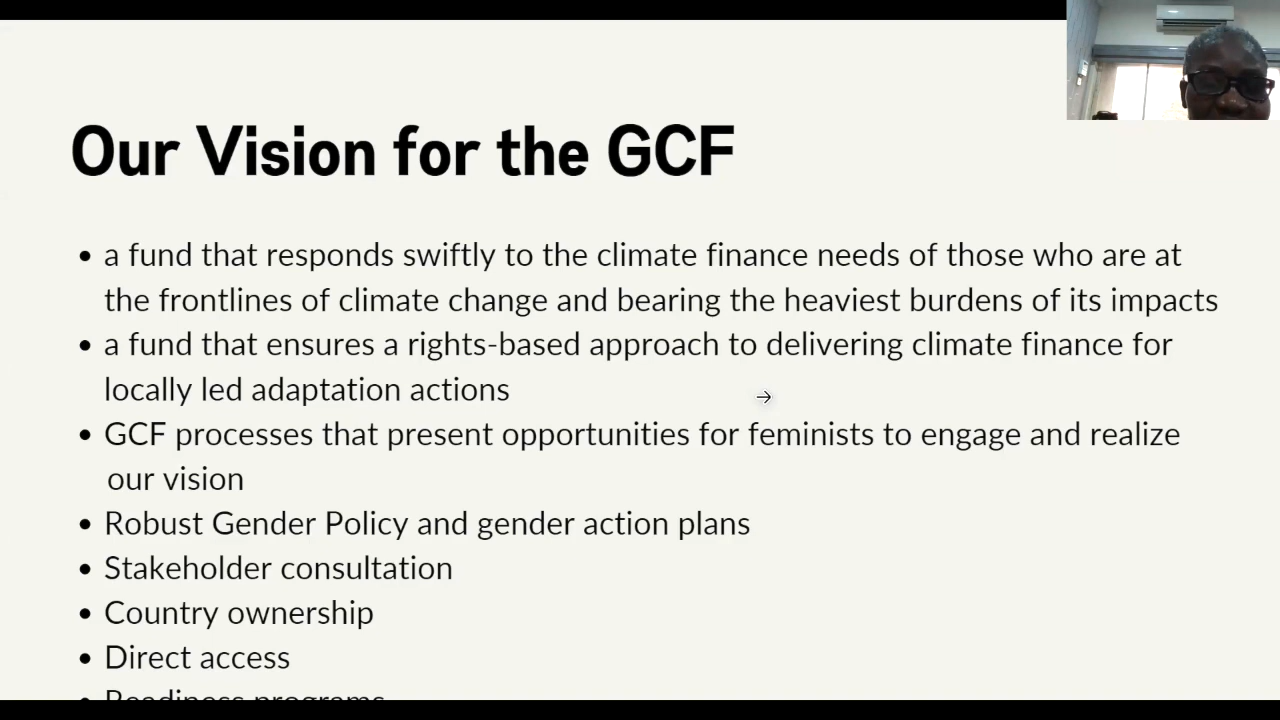 Our Vision for the GCF
• a fund that responds swiftly to the climate finance needs of those who are at
the frontlines of climate change and bearing the heaviest burdens of its impacts
• a fund that ensures a rights-based approach to delivering climate finance for
locally led adaptation actions
• GCF processes that present opportunities for feminists to engage and realize
our vision
• Robust Gender Policy and gender action plans
• Stakeholder consultation
• Country ownership
• Direct access
• Readiness programs